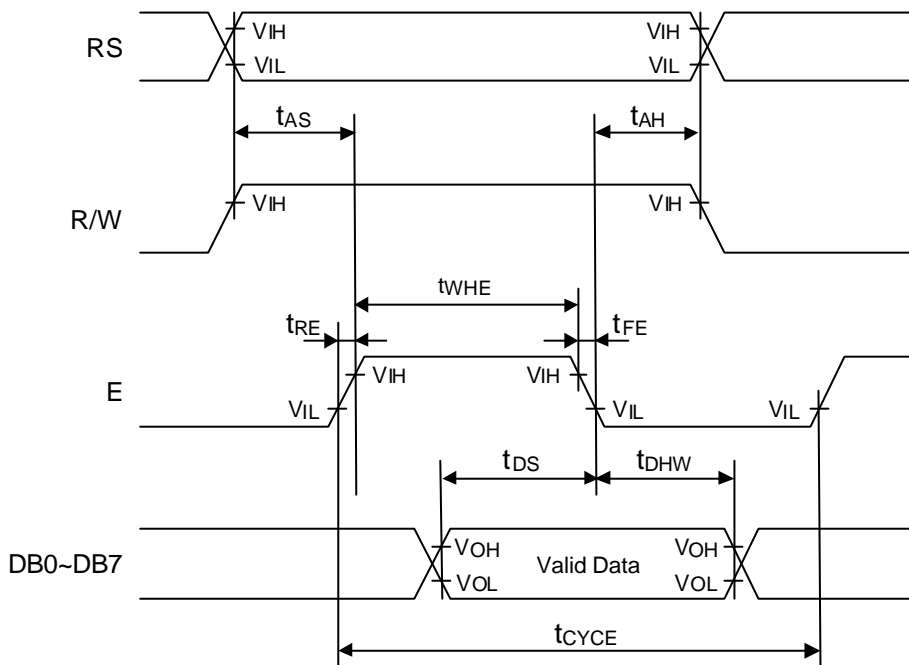 RS
VIH
VIH
VIL
VIL
tAS
tAH
R/W
VIH
VIH
tWHE
tRE
tFE
E
VIH
VIH
VIL
VIL
VIL
tDS
tDHW
DB0~DB7
VOH
Valid Data
VOH
VOL
VOL
tCYCE